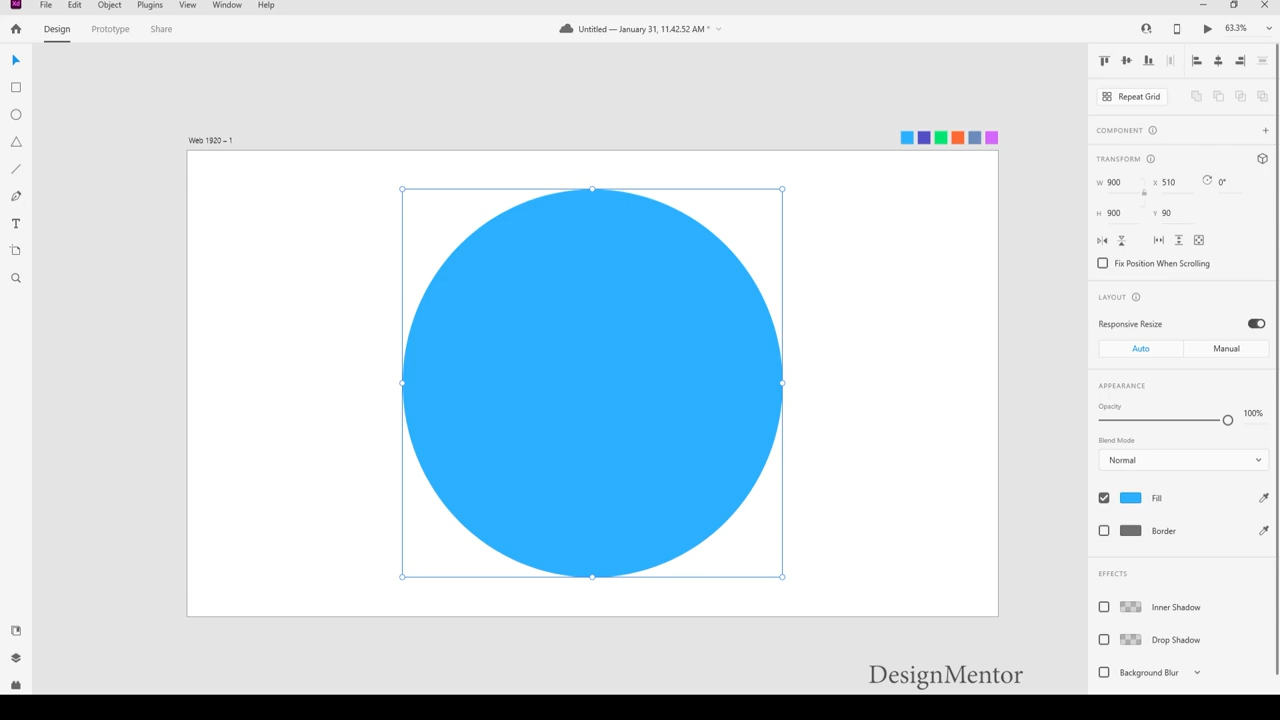 Xd File Edit Object Plugins View Window Help
Design Prototype Share Untitled — January 31, 11.42.52 AM * 63.3%
Repeat Grid
COMPONENT
Web 1920 – 1
TRANSFORM
W 900 X 510 0°
H 900 Y 90
Fix Position When Scrolling
LAYOUT
Responsive Resize
Auto Manual
APPEARANCE
Opacity
100%
Blend Mode
Normal
Fill
Border
EFFECTS
Inner Shadow
Drop Shadow
Background Blur
DesignMentor
T